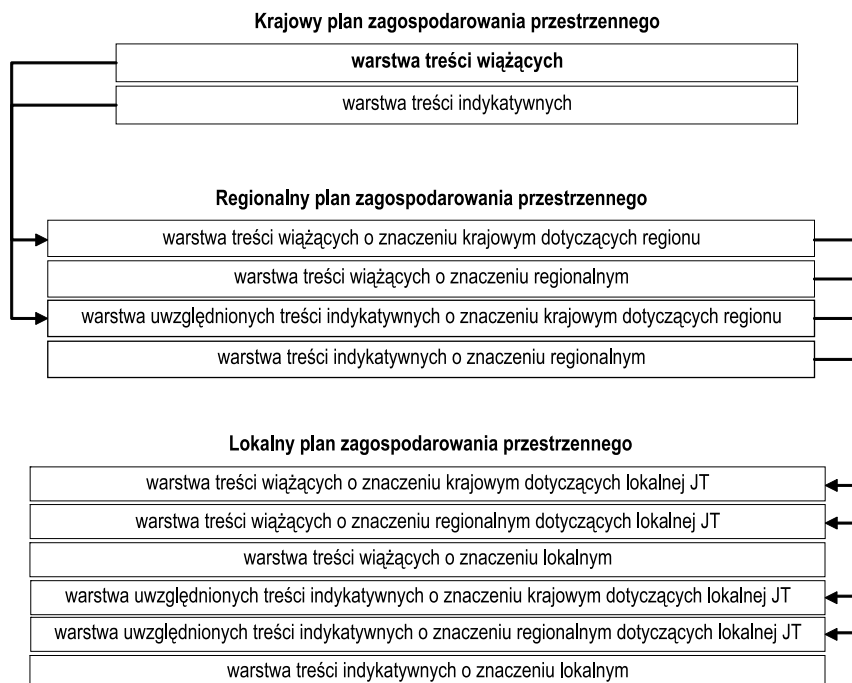 Krajowy plan zagospodarowania przestrzennego
warstwa treści wiążących
warstwa treści indykatywnych
Regionalny plan zagospodarowania przestrzennego
warstwa treści wiążących o znaczeniu krajowym dotyczących regionu
warstwa treści wiążących o znaczeniu regionalnym
warstwa uwzględnionych treści indykatywnych o znaczeniu krajowym dotyczących regionu
warstwa treści indykatywnych o znaczeniu regionalnym
Lokalny plan zagospodarowania przestrzennego
warstwa treści wiążących o znaczeniu krajowym dotyczących lokalnej JT
warstwa treści wiążących o znaczeniu regionalnym dotyczących lokalnej JT
warstwa treści wiążących o znaczeniu lokalnym
warstwa uwzględnionych treści indykatywnych o znaczeniu krajowym dotyczących lokalnej JT
warstwa uwzględnionych treści indykatywnych o znaczeniu regionalnym dotyczących lokalnej JT
warstwa treści indykatywnych o znaczeniu lokalnym